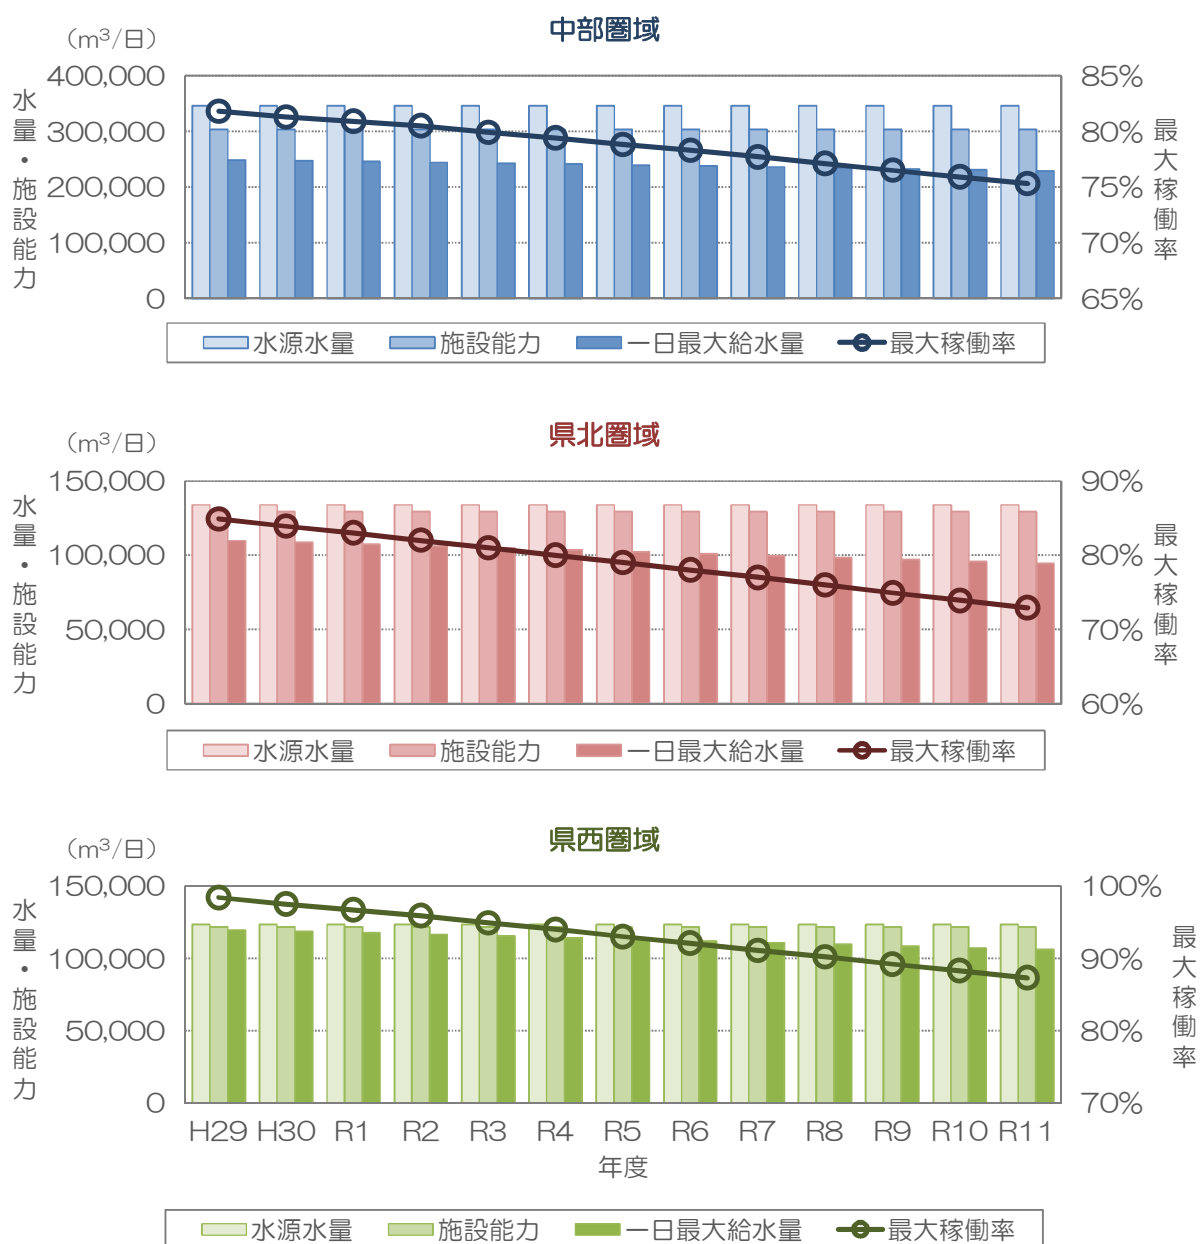 中部圏域
（m³/日）
水量・施設能力
400,000
300,000
200,000
100,000
0
85%
80%
75%
70%
65%
最大稼働率
水源水量 施設能力 一日最大給水量 最大稼働率
県北圏域
（m³/日）
水量・施設能力
150,000
100,000
50,000
0
90%
80%
70%
60%
最大稼働率
水源水量 施設能力 一日最大給水量 最大稼働率
県西圏域
（m³/日）
水量・施設能力
150,000
100,000
50,000
0
100%
90%
80%
70%
最大稼働率
H29 H30 R1 R2 R3 R4 R5 R6 R7 R8 R9 R10 R11
年度
水源水量 施設能力 一日最大給水量 最大稼働率